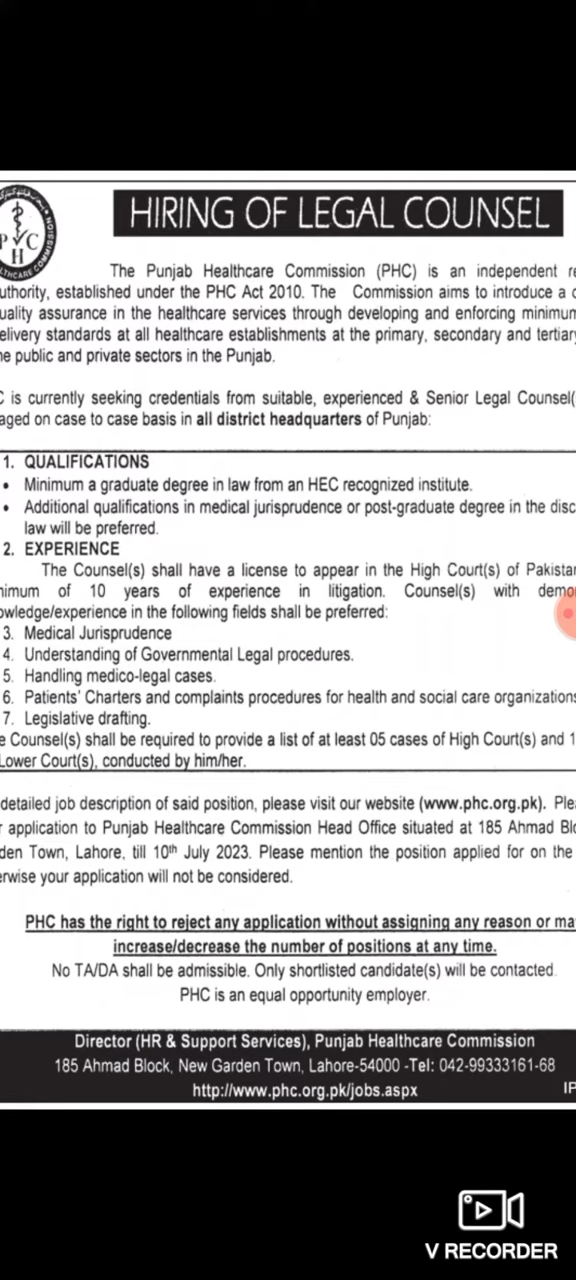 P C
H
HIRING OF LEGAL COUNSEL
The Punjab Healthcare Commission (PHC) is an independent re
uthority, established under the PHC Act 2010. The Commission aims to introduce a c
uality assurance in the healthcare services through developing and enforcing minimum
elivery standards at all healthcare establishments at the primary, secondary and tertiary
he public and private sectors in the Punjab.
C is currently seeking credentials from suitable, experienced & Senior Legal Counsel(
aged on case to case basis in all district headquarters of Punjab:
1. QUALIFICATIONS
• Minimum a graduate degree in law from an HEC recognized institute.
• Additional qualifications in medical jurisprudence or post-graduate degree in the disc
law will be preferred.
2. EXPERIENCE
The Counsel(s) shall have a license to appear in the High Court(s) of Pakistan
nimum of 10 years of experience in litigation. Counsel(s) with demo
owledge/experience in the following fields shall be preferred:
3. Medical Jurisprudence
4. Understanding of Governmental Legal procedures.
5. Handling medico-legal cases.
6. Patients' Charters and complaints procedures for health and social care organizations
7. Legislative drafting.
e Counsel(s) shall be required to provide a list of at least 05 cases of High Court(s) and 1
Lower Court(s), conducted by him/her.
detailed job description of said position, please visit our website (www.phc.org.pk). Plea
r application to Punjab Healthcare Commission Head Office situated at 185 Ahmad Blo
den Town, Lahore, till 10th July 2023. Please mention the position applied for on the
erwise your application will not be considered.
PHC has the right to reject any application without assigning any reason or ma
increase/decrease the number of positions at any time.
No TA/DA shall be admissible. Only shortlisted candidate(s) will be contacted.
PHC is an equal opportunity employer.
Director (HR & Support Services), Punjab Healthcare Commission
185 Ahmad Block, New Garden Town, Lahore-54000 -Tel: 042-99333161-68
http://www.phc.org.pk/jobs.aspx
IP
V RECORDER